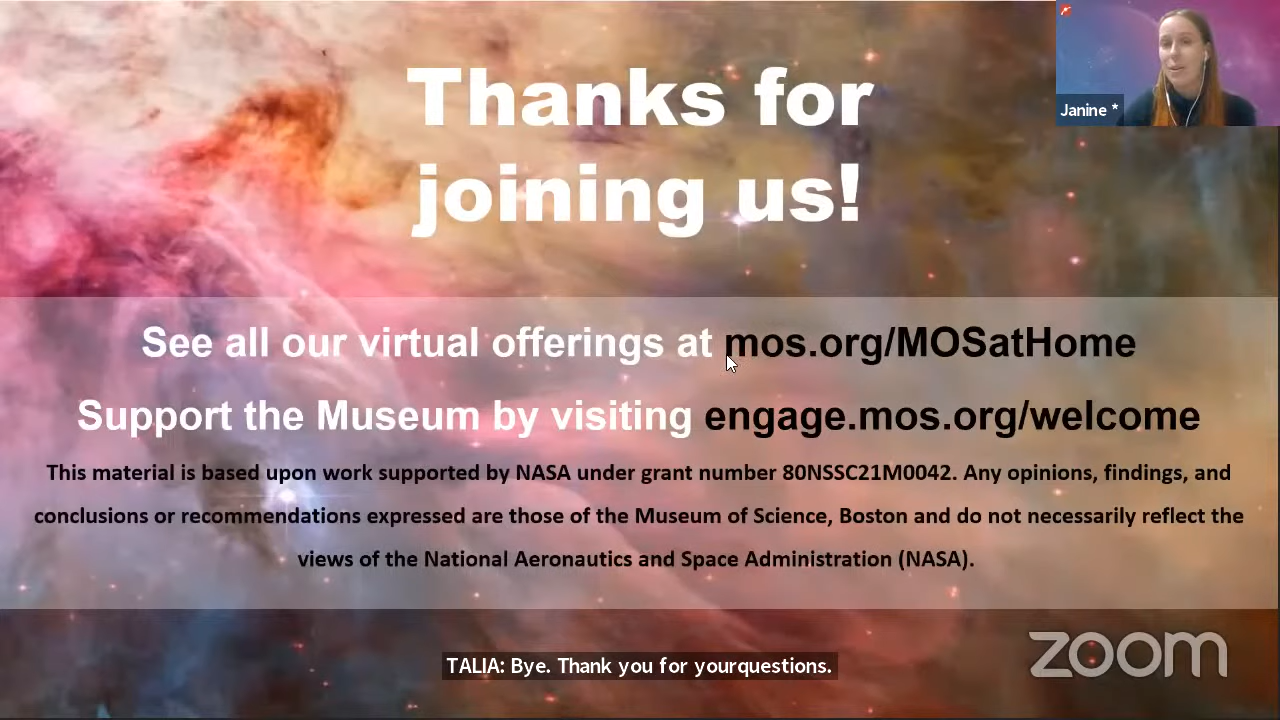 Thanks for
joining us!
Janine *
See all our virtual offerings at mos.org/MOSatHome
Support the Museum by visiting engage.mos.org/welcome
This material is based upon work supported by NASA under grant number 80NSSC21M0042. Any opinions, findings, and
conclusions or recommendations expressed are those of the Museum of Science, Boston and do not necessarily reflect the
views of the National Aeronautics and Space Administration (NASA).
TALIA: Bye. Thank you for yourquestions.
zoom